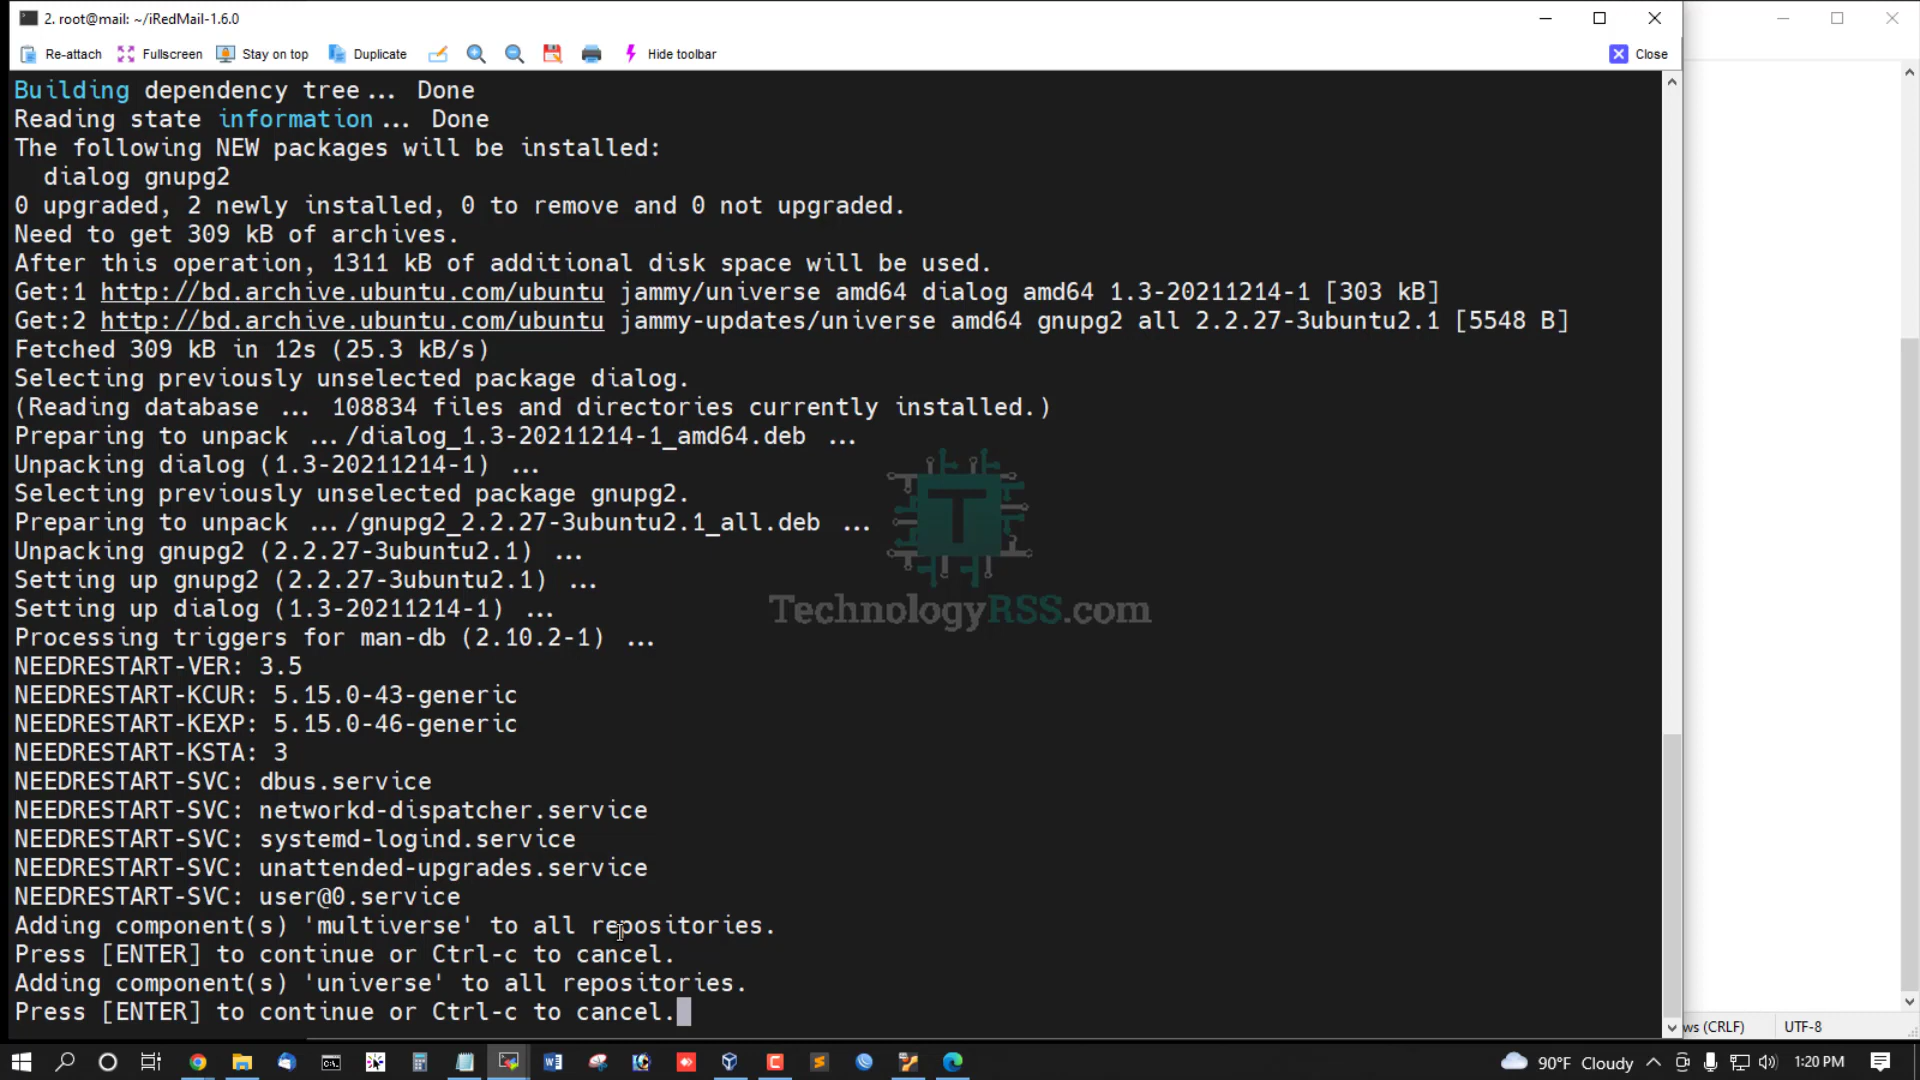 2. root@mail: ~/iRedMail-1.6.0
Re-attach Fullscreen Stay on top Duplicate Hide toolbar Close
Building dependency tree... Done
Reading state information... Done
The following NEW packages will be installed:
dialog gnupg2
0 upgraded, 2 newly installed, 0 to remove and 0 not upgraded.
Need to get 309 kB of archives.
After this operation, 1311 kB of additional disk space will be used.
Get:1 http://bd.archive.ubuntu.com/ubuntu jammy/universe amd64 dialog amd64 1.3-20211214-1 [303 kB]
Get:2 http://bd.archive.ubuntu.com/ubuntu jammy-updates/universe amd64 gnupg2 all 2.2.27-3ubuntu2.1 [5548 B]
Fetched 309 kB in 12s (25.3 kB/s)
Selecting previously unselected package dialog.
(Reading database ... 108834 files and directories currently installed.)
Preparing to unpack .../dialog_1.3-20211214-1_amd64.deb ...
Unpacking dialog (1.3-20211214-1) ...
Selecting previously unselected package gnupg2.
Preparing to unpack .../gnupg2_2.2.27-3ubuntu2.1_all.deb ...
Unpacking gnupg2 (2.2.27-3ubuntu2.1) ...
Setting up gnupg2 (2.2.27-3ubuntu2.1) ...
Setting up dialog (1.3-20211214-1) ...
TechnologyRSS.com
Processing triggers for man-db (2.10.2-1) ...
NEEDRESTART-VER: 3.5
NEEDRESTART-KCUR: 5.15.0-43-generic
NEEDRESTART-KEXP: 5.15.0-46-generic
NEEDRESTART-KSTA: 3
NEEDRESTART-SVC: dbus.service
NEEDRESTART-SVC: networkd-dispatcher.service
NEEDRESTART-SVC: systemd-logind.service
NEEDRESTART-SVC: unattended-upgrades.service
NEEDRESTART-SVC: user@0.service
Adding component(s) 'multiverse' to all repositories.
Press [ENTER] to continue or Ctrl-c to cancel.
Adding component(s) 'universe' to all repositories.
Press [ENTER] to continue or Ctrl-c to cancel.
ws (CRLF) UTF-8
90°F Cloudy 1:20 PM